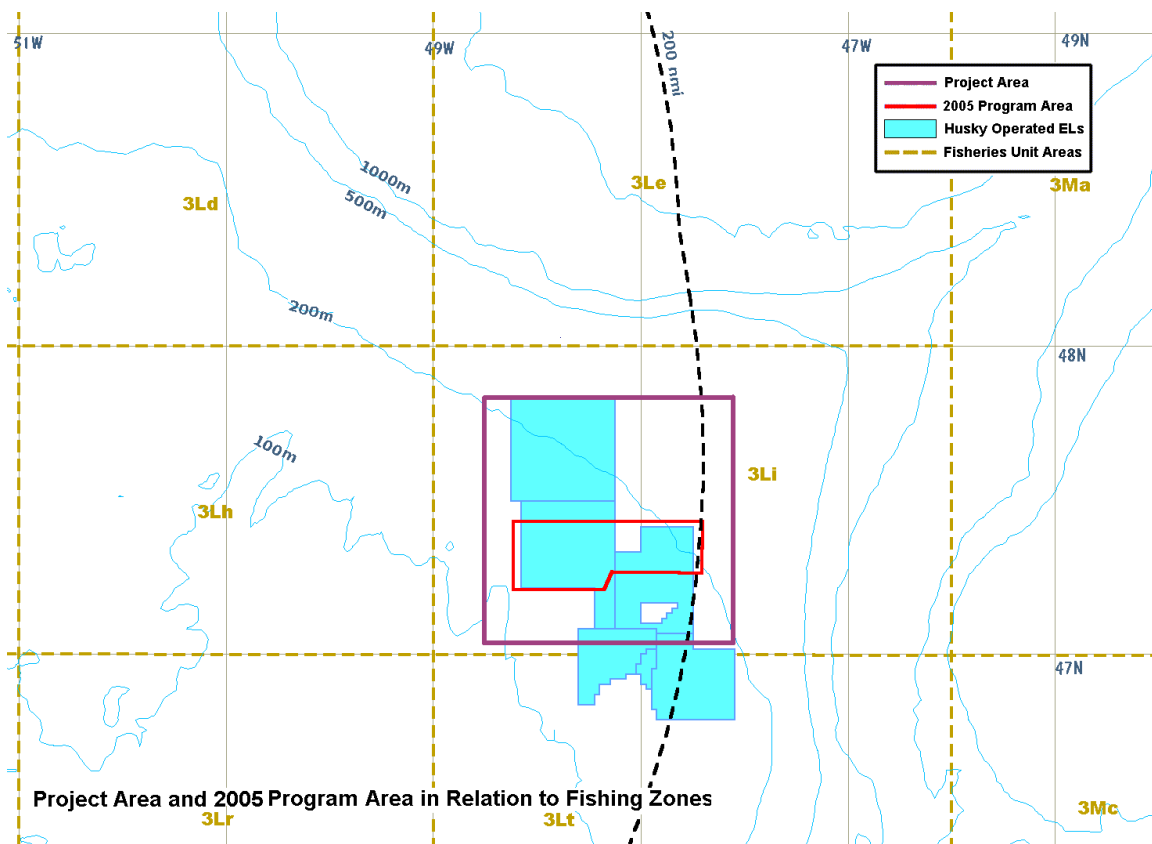 51W
49W
200 nmi
47W
49N
Project Area
2005 Program Area
Husky Operated ELs
Fisheries Unit Areas
1000m
500m
3Le
3Ma
3Ld
200m
48N
100m
3Li
3Lh
47N
Project Area and 2005 Program Area in Relation to Fishing Zones
3Lr
3Lt
3Mc